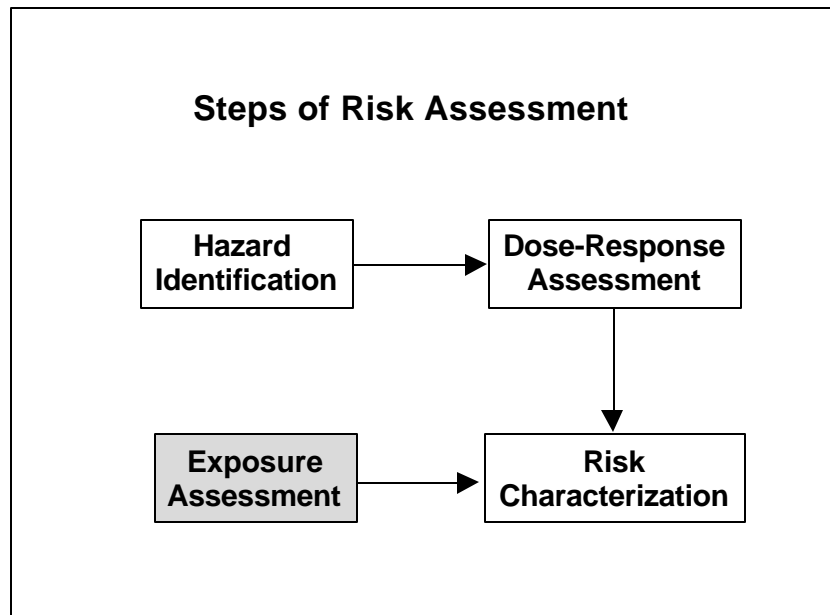 Steps of Risk Assessment
Hazard
Identification
Dose-Response
Assessment
Exposure
Assessment
Risk
Characterization